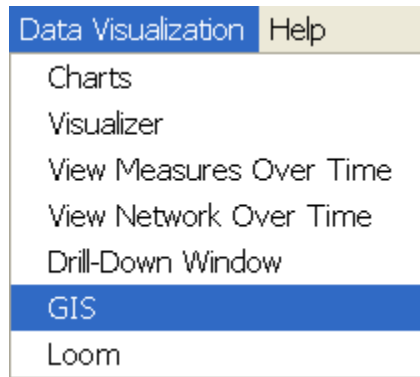 Data Visualization Help
Charts
Visualizer
View Measures Over Time
View Network Over Time
Drill-Down Window
GIS
Loom